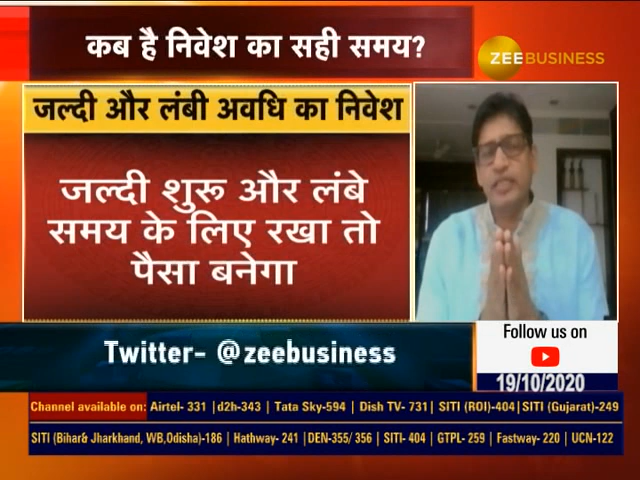 कब है निवेश का सही समय?
ZEEBUSINESS
जल्दी और लंबी अवधि का निवेश
जल्दी शुरू और लंबे
समय के लिए रखा तो
पैसा बनेगा
Twitter- @zeebusiness
Follow us on
19/10/2020
Channel available on: Airtel- 331 |d2h-343 | Tata Sky-594 | Dish TV- 731| SITI (ROI)-404|SITI (Gujarat)-249
SITI (Bihar& Jharkhand, WB,Odisha)-186 | Hathway- 241 |DEN-355/ 356 | SITI- 404 | GTPL- 259 | Fastway- 220 | UCN-122